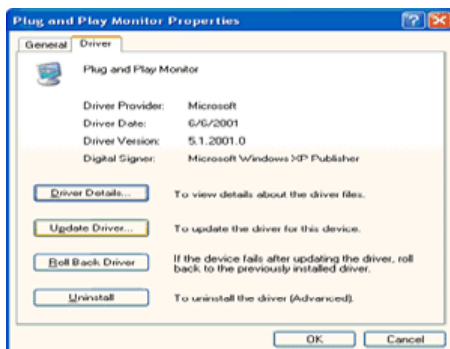 Plug and Play Monitor Properties
General Driver
Plug and Play Monitor
Driver Provider: Microsoft
Driver Date: 6/6/2001
Driver Version: 5.1.2001.0
Digital Signer: Microsoft Windows XP Publisher
Driver Details... To view details about the driver files.
Update Driver... To update the driver for this device.
Roll Back Driver If the device fails after updating the driver, roll
back to the previously installed driver.
Uninstall To uninstall the driver (Advanced).
OK Cancel